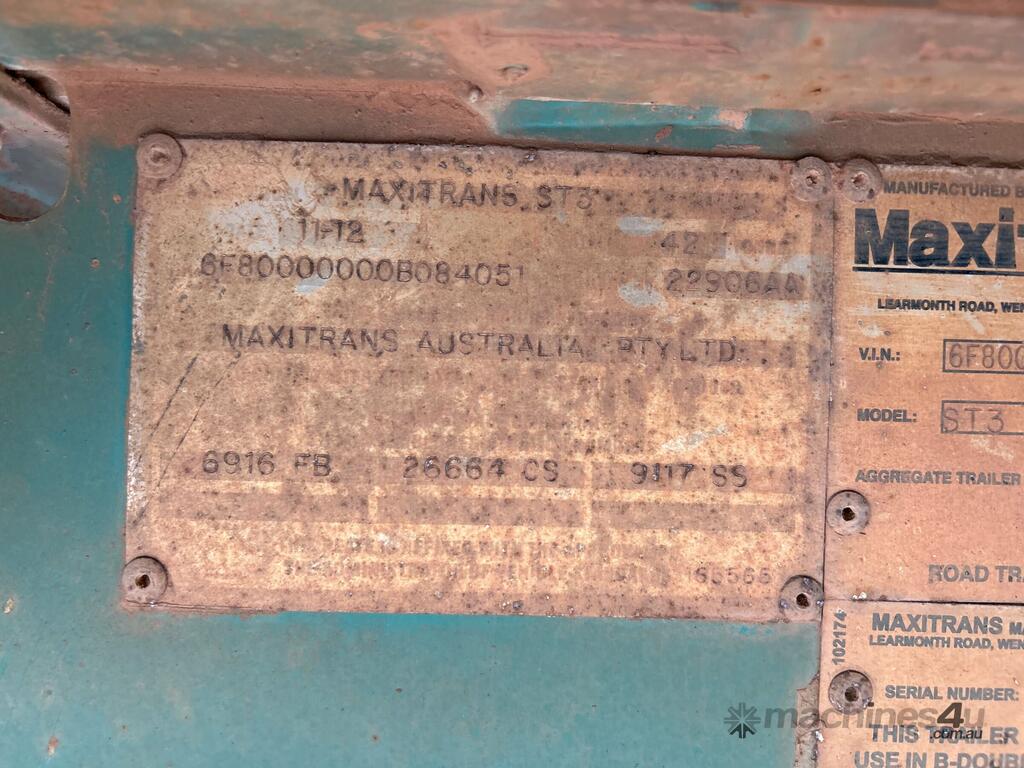 MAXITRANS ST3
11-12
42
6F80000000B084051
22906AA
MAXITRANS AUSTRALIA PTY LTD
6916 FB 26664 CS 9117 SS
MANUFACTURED B
Maxi
LEARMONTH ROAD, WEN
V.I.N.: 6F800
MODEL: ST3
AGGREGATE TRAILER
ROAD TRA
102174
MAXITRANS MA
LEARMONTH ROAD, WEN
SERIAL NUMBER:
THIS TRAILER
USE IN B-DOUB
machines4u
.com.au